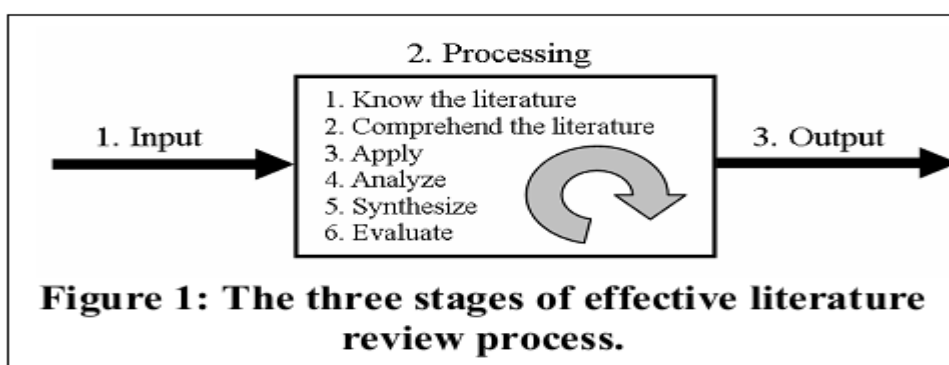 2. Processing
1. Input
1. Know the literature
2. Comprehend the literature
3. Apply
4. Analyze
5. Synthesize
6. Evaluate
3. Output
Figure 1: The three stages of effective literature
review process.